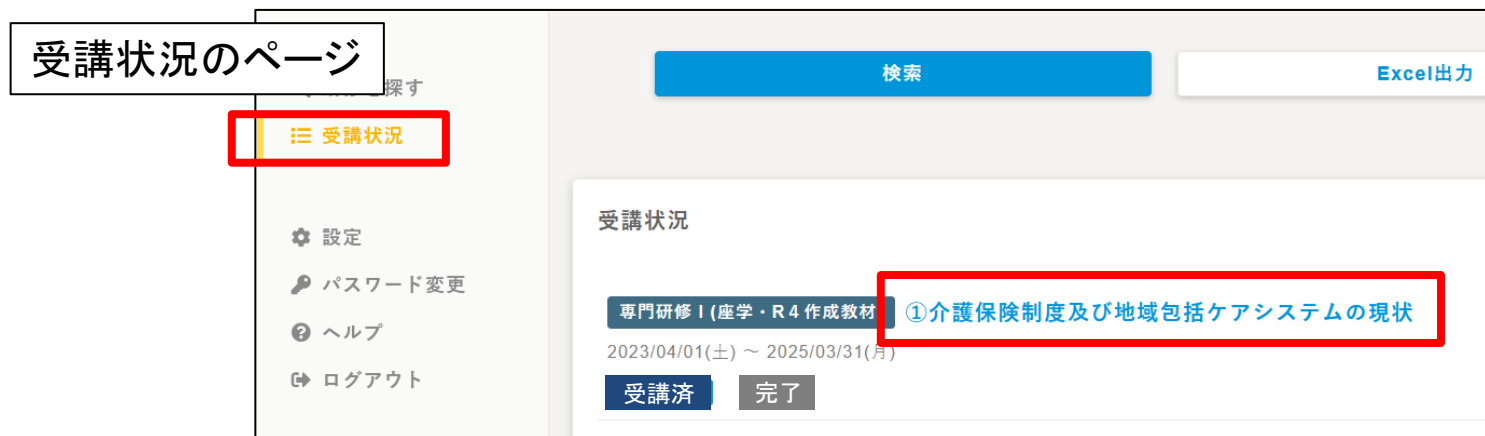 受講状況のページ
探す
受講状況
設定
パスワード変更
ヘルプ
ログアウト
検索
Excel出力
受講状況
専門研修Ⅰ(座学・R4作成教材
①介護保険制度及び地域包括ケアシステムの現状
2023/04/01(土) ～ 2025/03/31(月)
受講済
完了